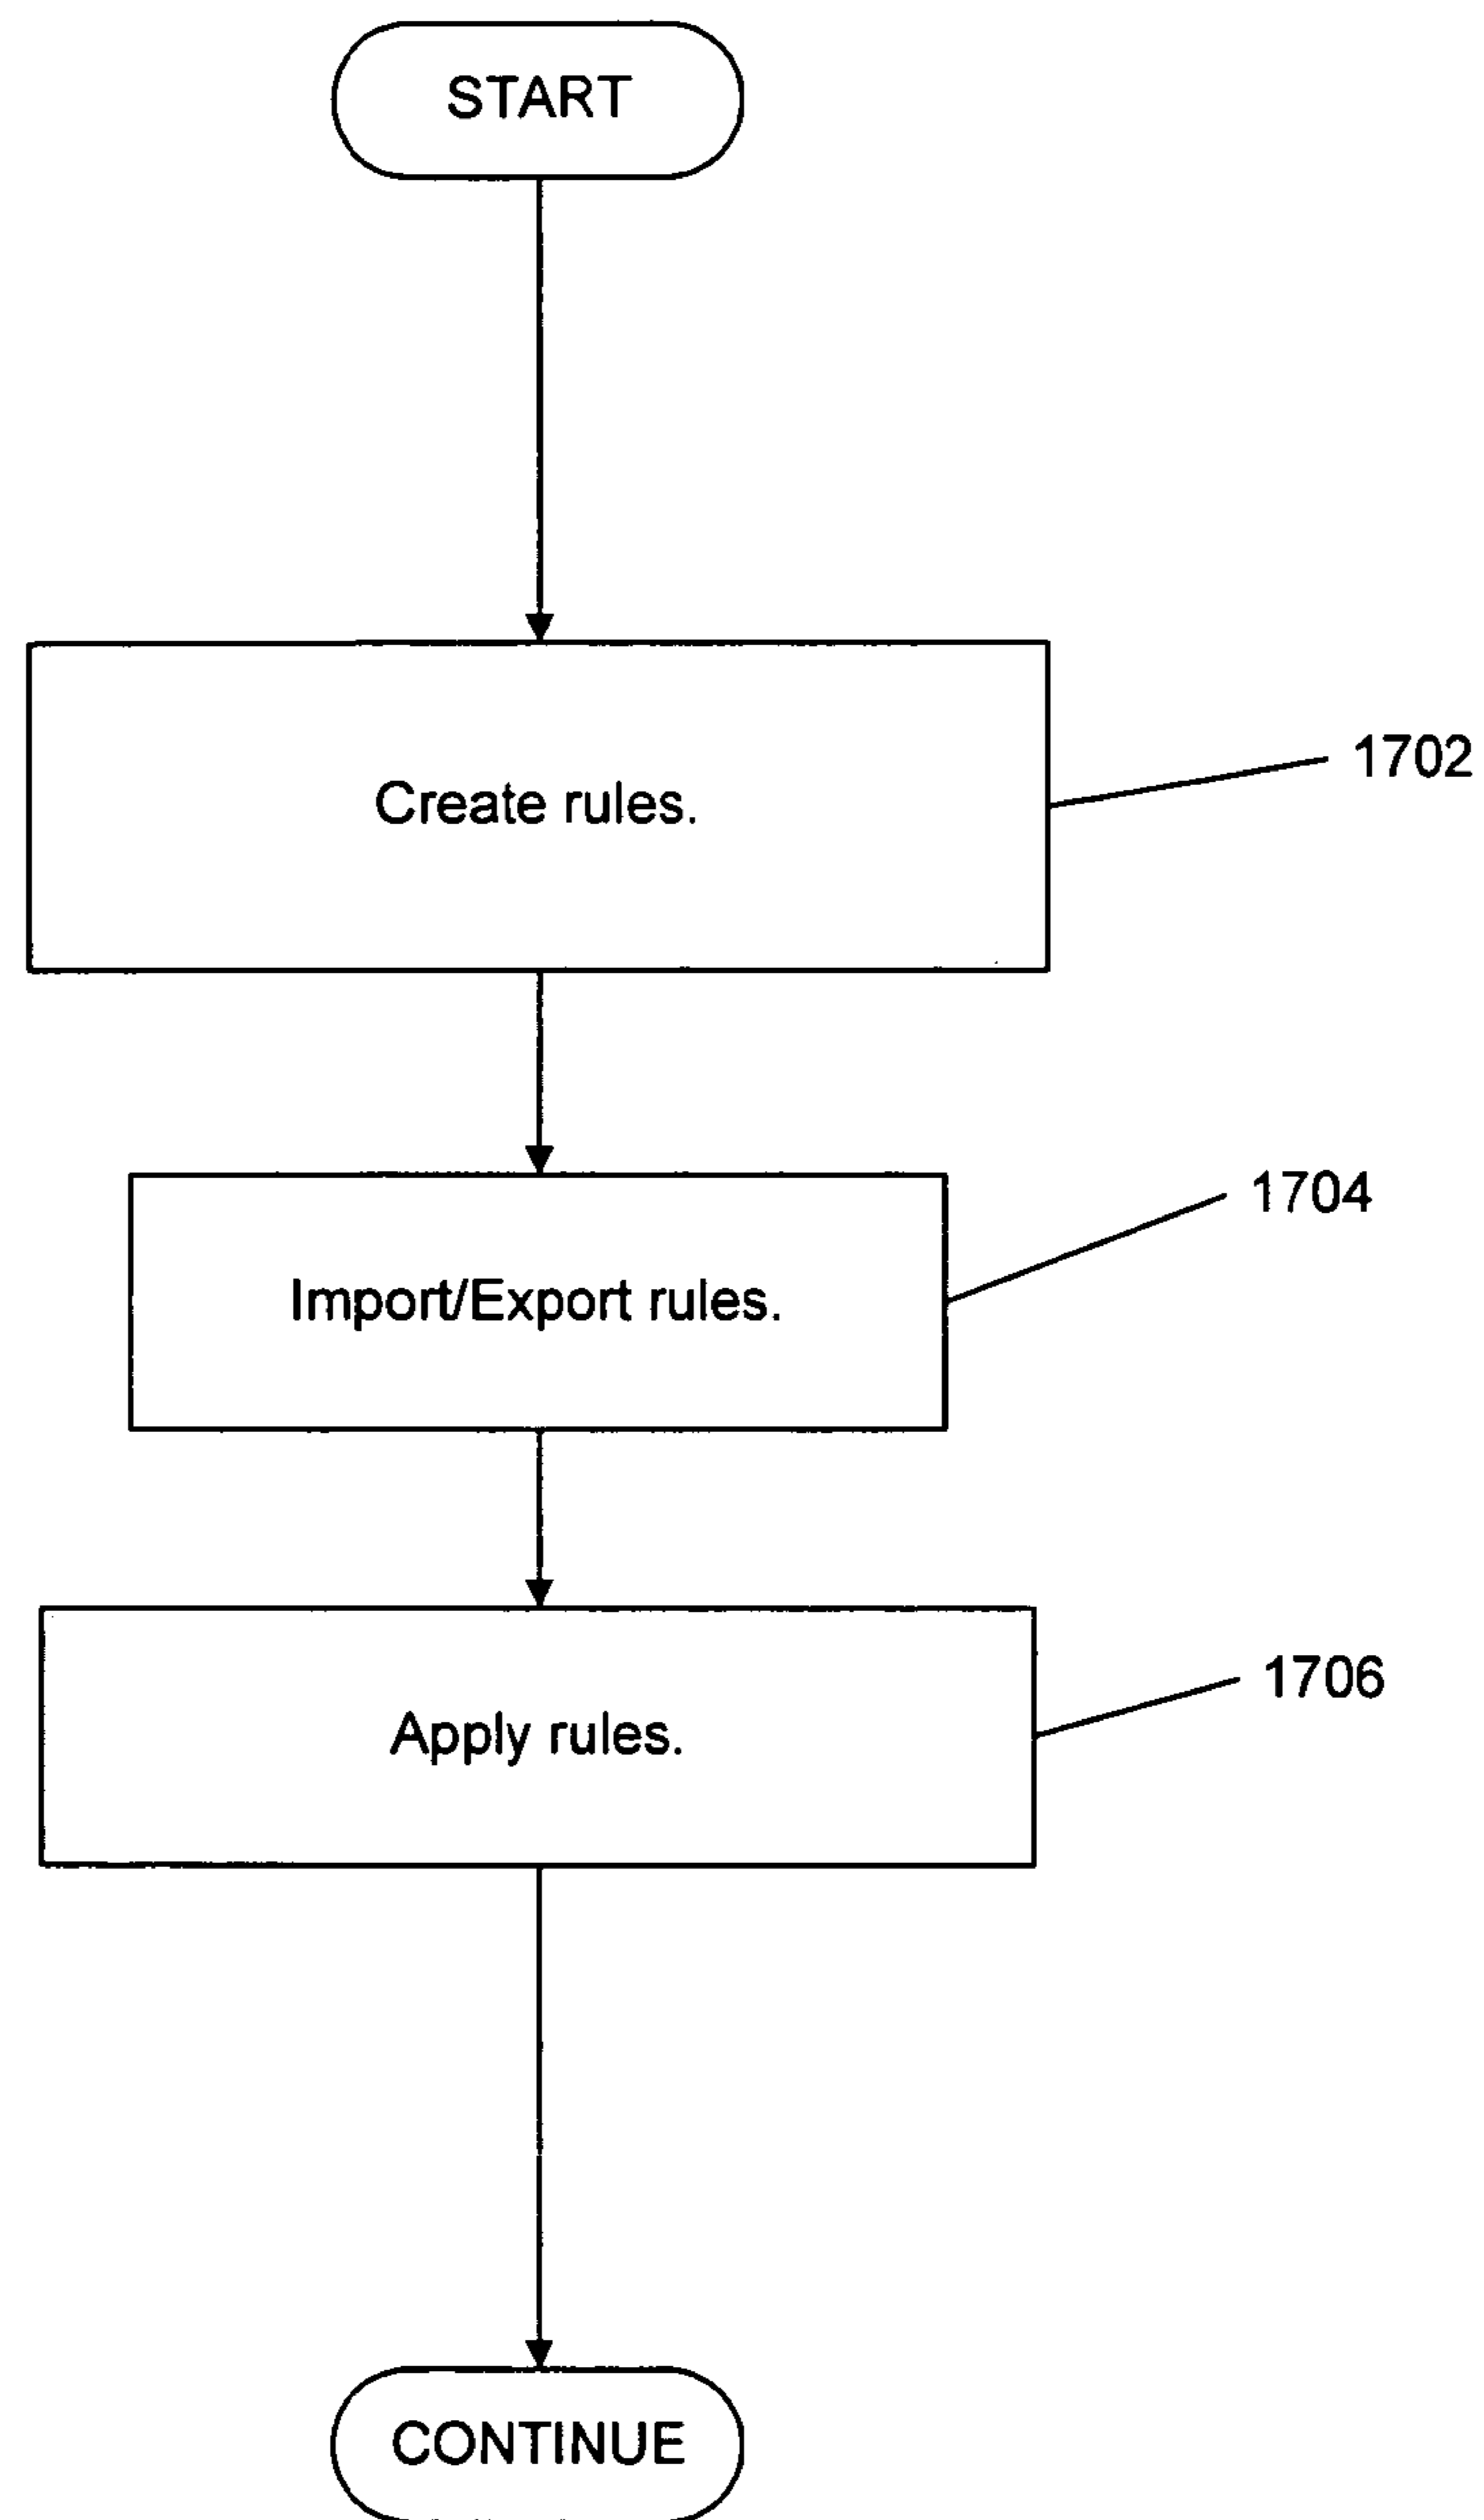 START
Create rules.
1702
Import/Export rules.
1704
Apply rules.
1706
CONTINUE